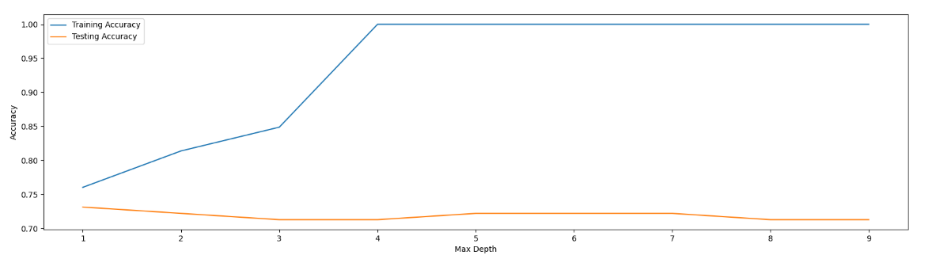 Training Accuracy
Testing Accuracy
1.00
0.95
0.90
0.85
0.80
0.75
0.70
Accuracy
1 2 3 4 5 6 7 8 9
Max Depth